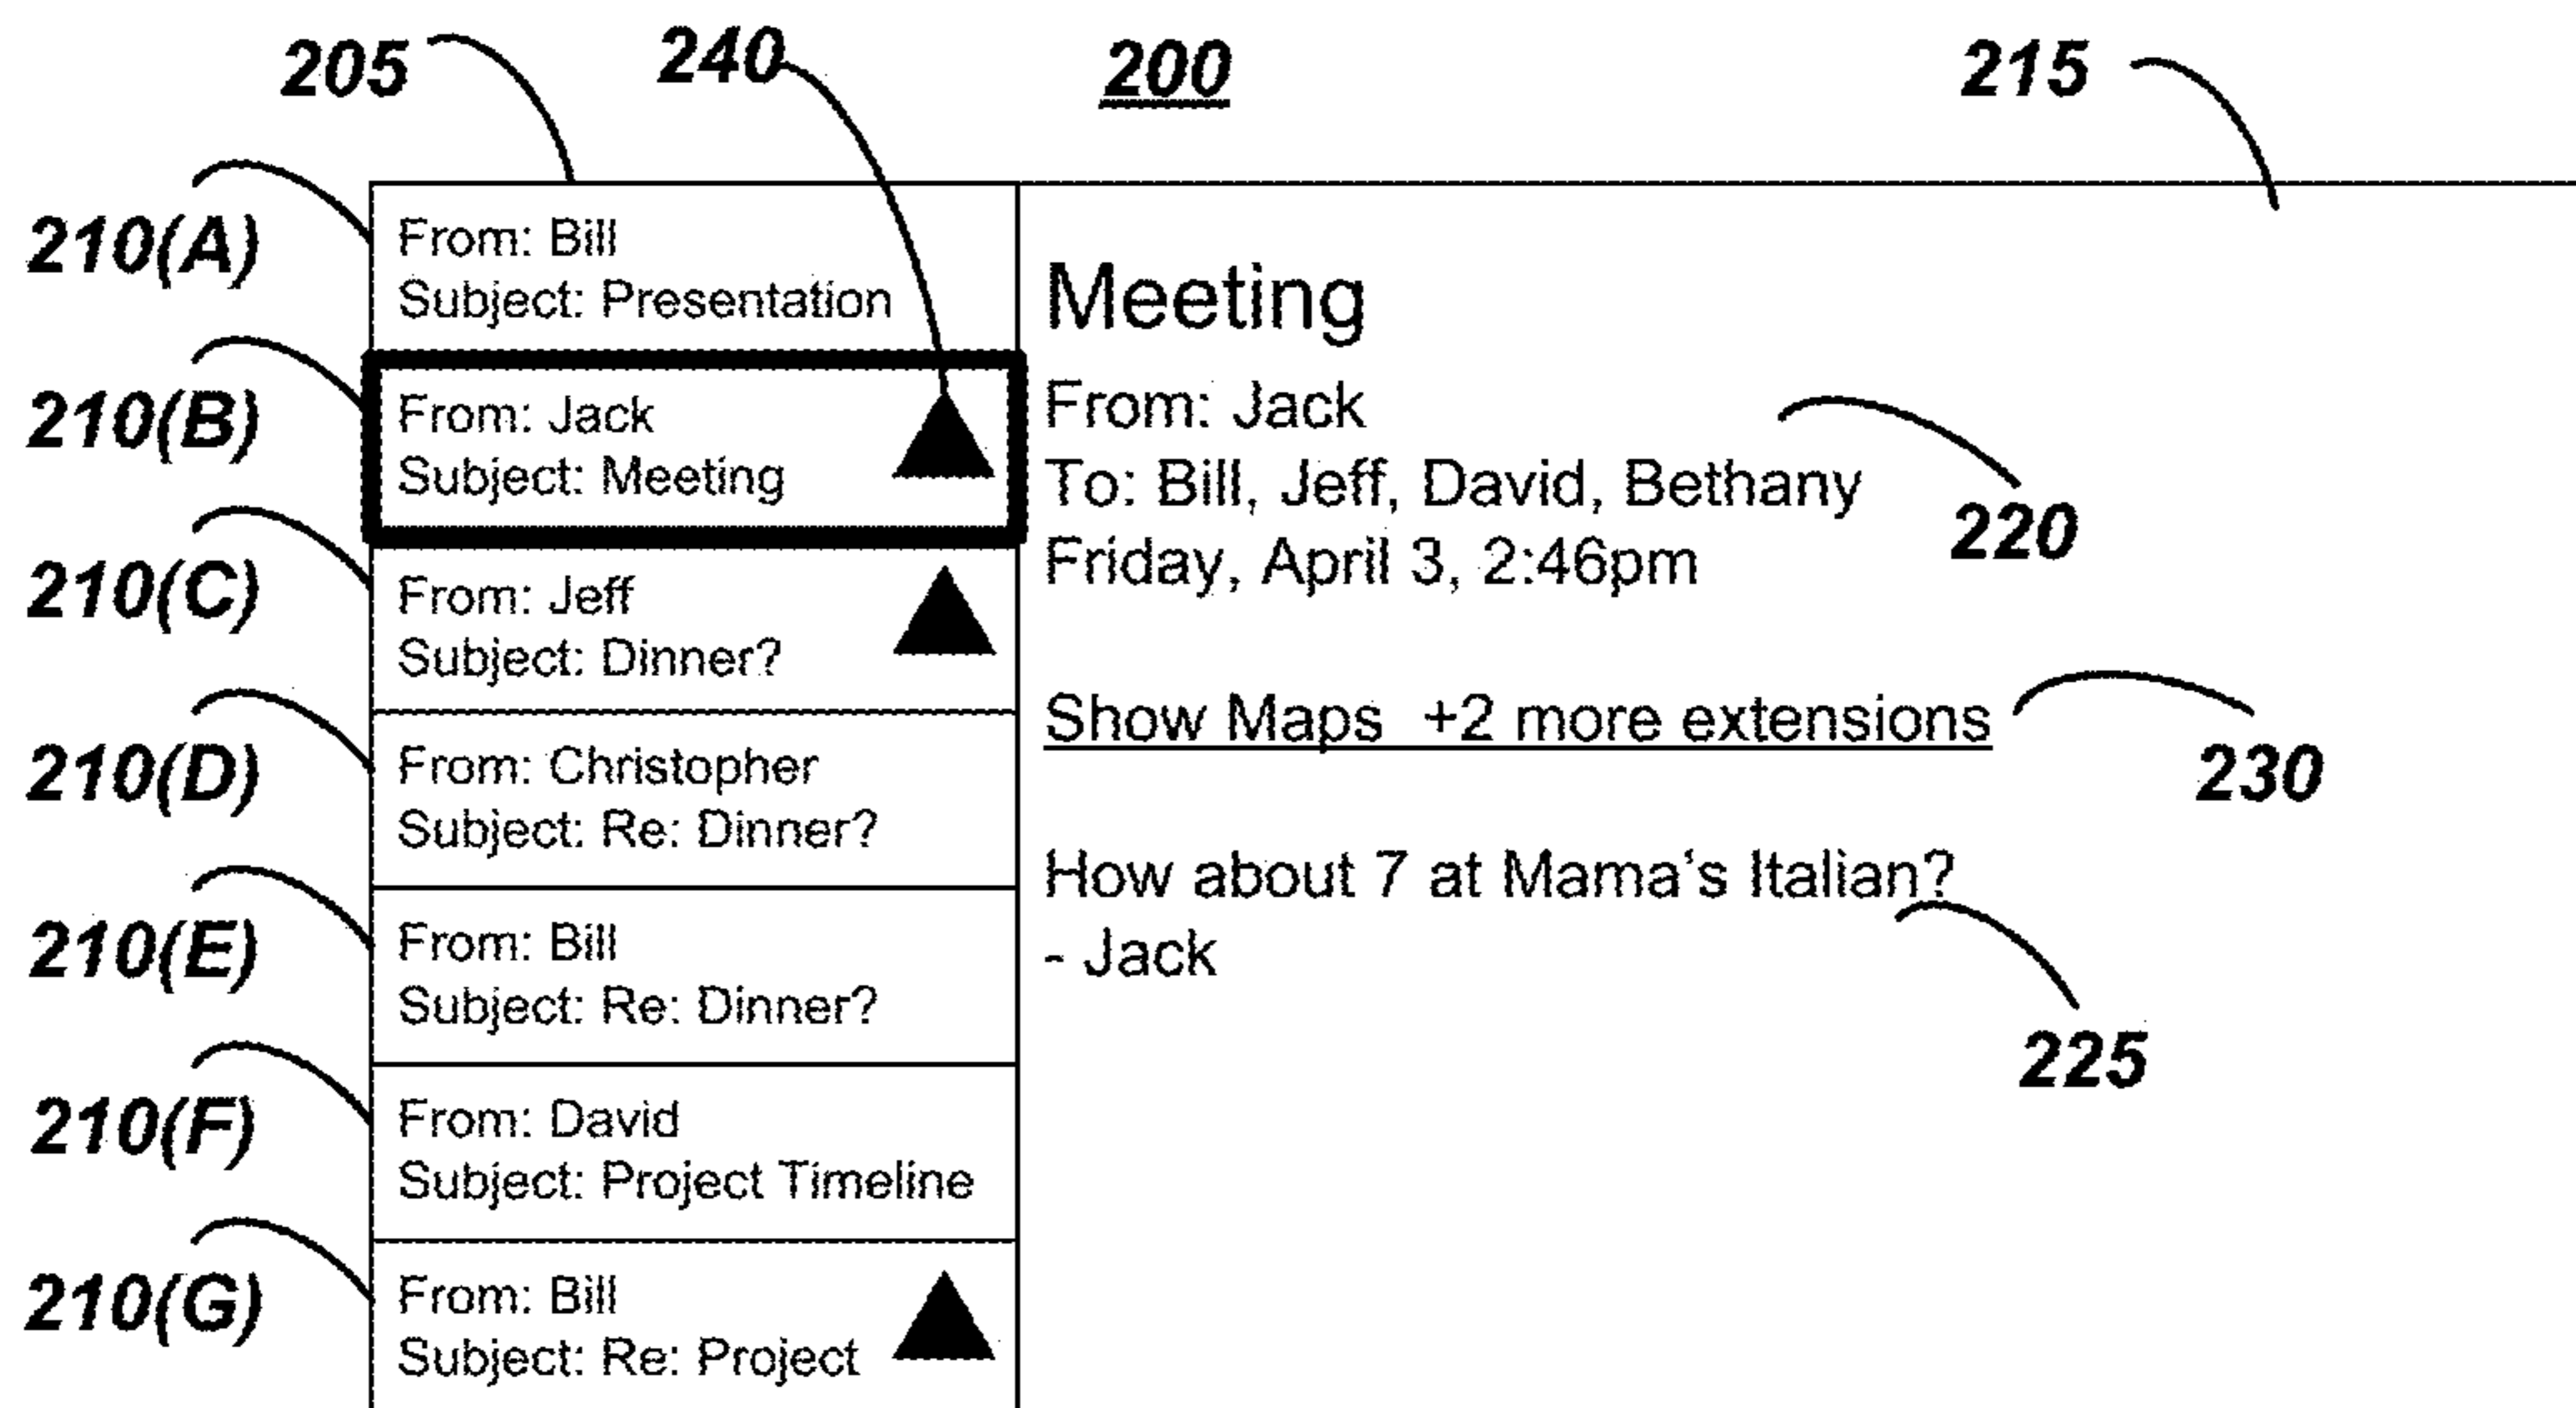 205
240
200
215
210(A)
From: Bill
Subject: Presentation
210(B)
From: Jack
Subject: Meeting
210(C)
From: Jeff
Subject: Dinner?
210(D)
From: Christopher
Subject: Re: Dinner?
210(E)
From: Bill
Subject: Re: Dinner?
210(F)
From: David
Subject: Project Timeline
210(G)
From: Bill
Subject: Re: Project
Meeting
From: Jack
To: Bill, Jeff, David, Bethany
220
Friday, April 3, 2:46pm
Show Maps +2 more extensions
230
How about 7 at Mama's Italian?
- Jack
225